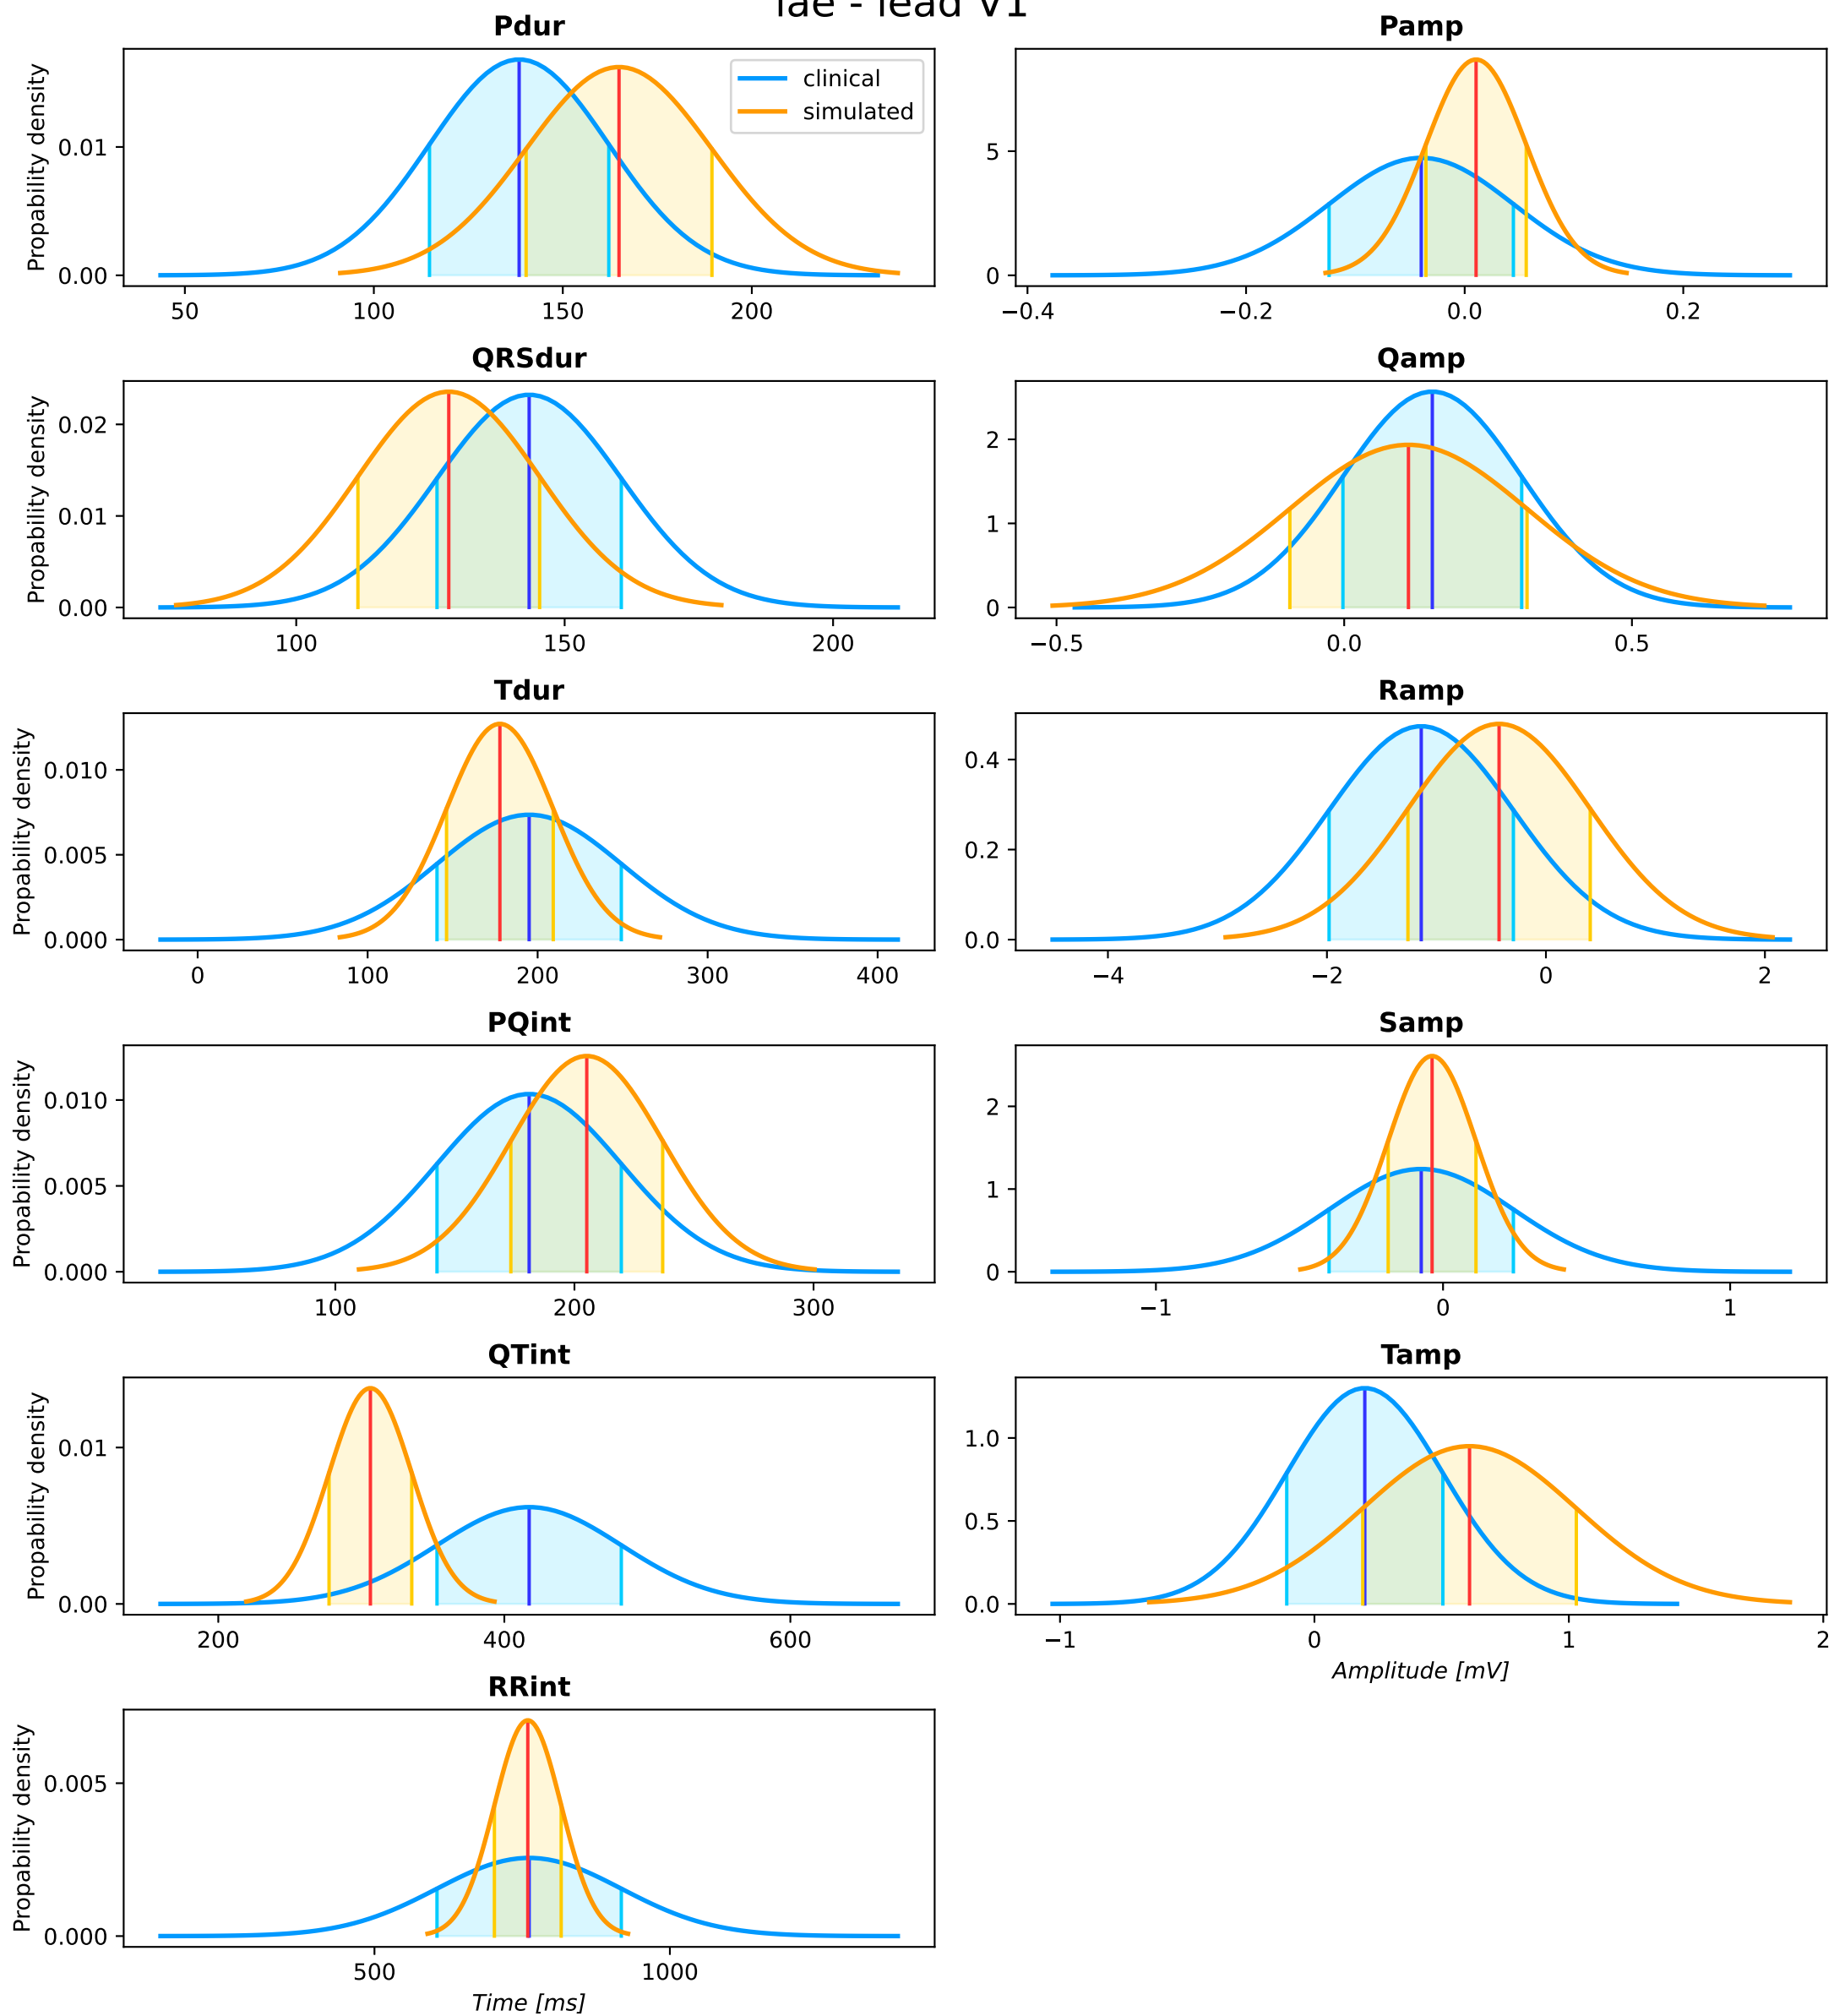 lae - lead V1
Pdur
Propability density
0.01
0.00
50 100 150 200
clinical
simulated
Pamp
5
0
−0.4 −0.2 0.0 0.2
QRSdur
Propability density
0.02
0.01
0.00
100 150 200
Qamp
2
1
0
−0.5 0.0 0.5
Tdur
Propability density
0.010
0.005
0.000
0 100 200 300 400
Ramp
0.4
0.2
0.0
−4 −2 0 2
PQint
Propability density
0.010
0.005
0.000
100 200 300
Samp
2
1
0
−1 0 1
QTint
Propability density
0.01
0.00
200 400 600
Tamp
1.0
0.5
0.0
−1 0 1 2
Amplitude [mV]
RRint
Propability density
0.005
0.000
500 1000
Time [ms]